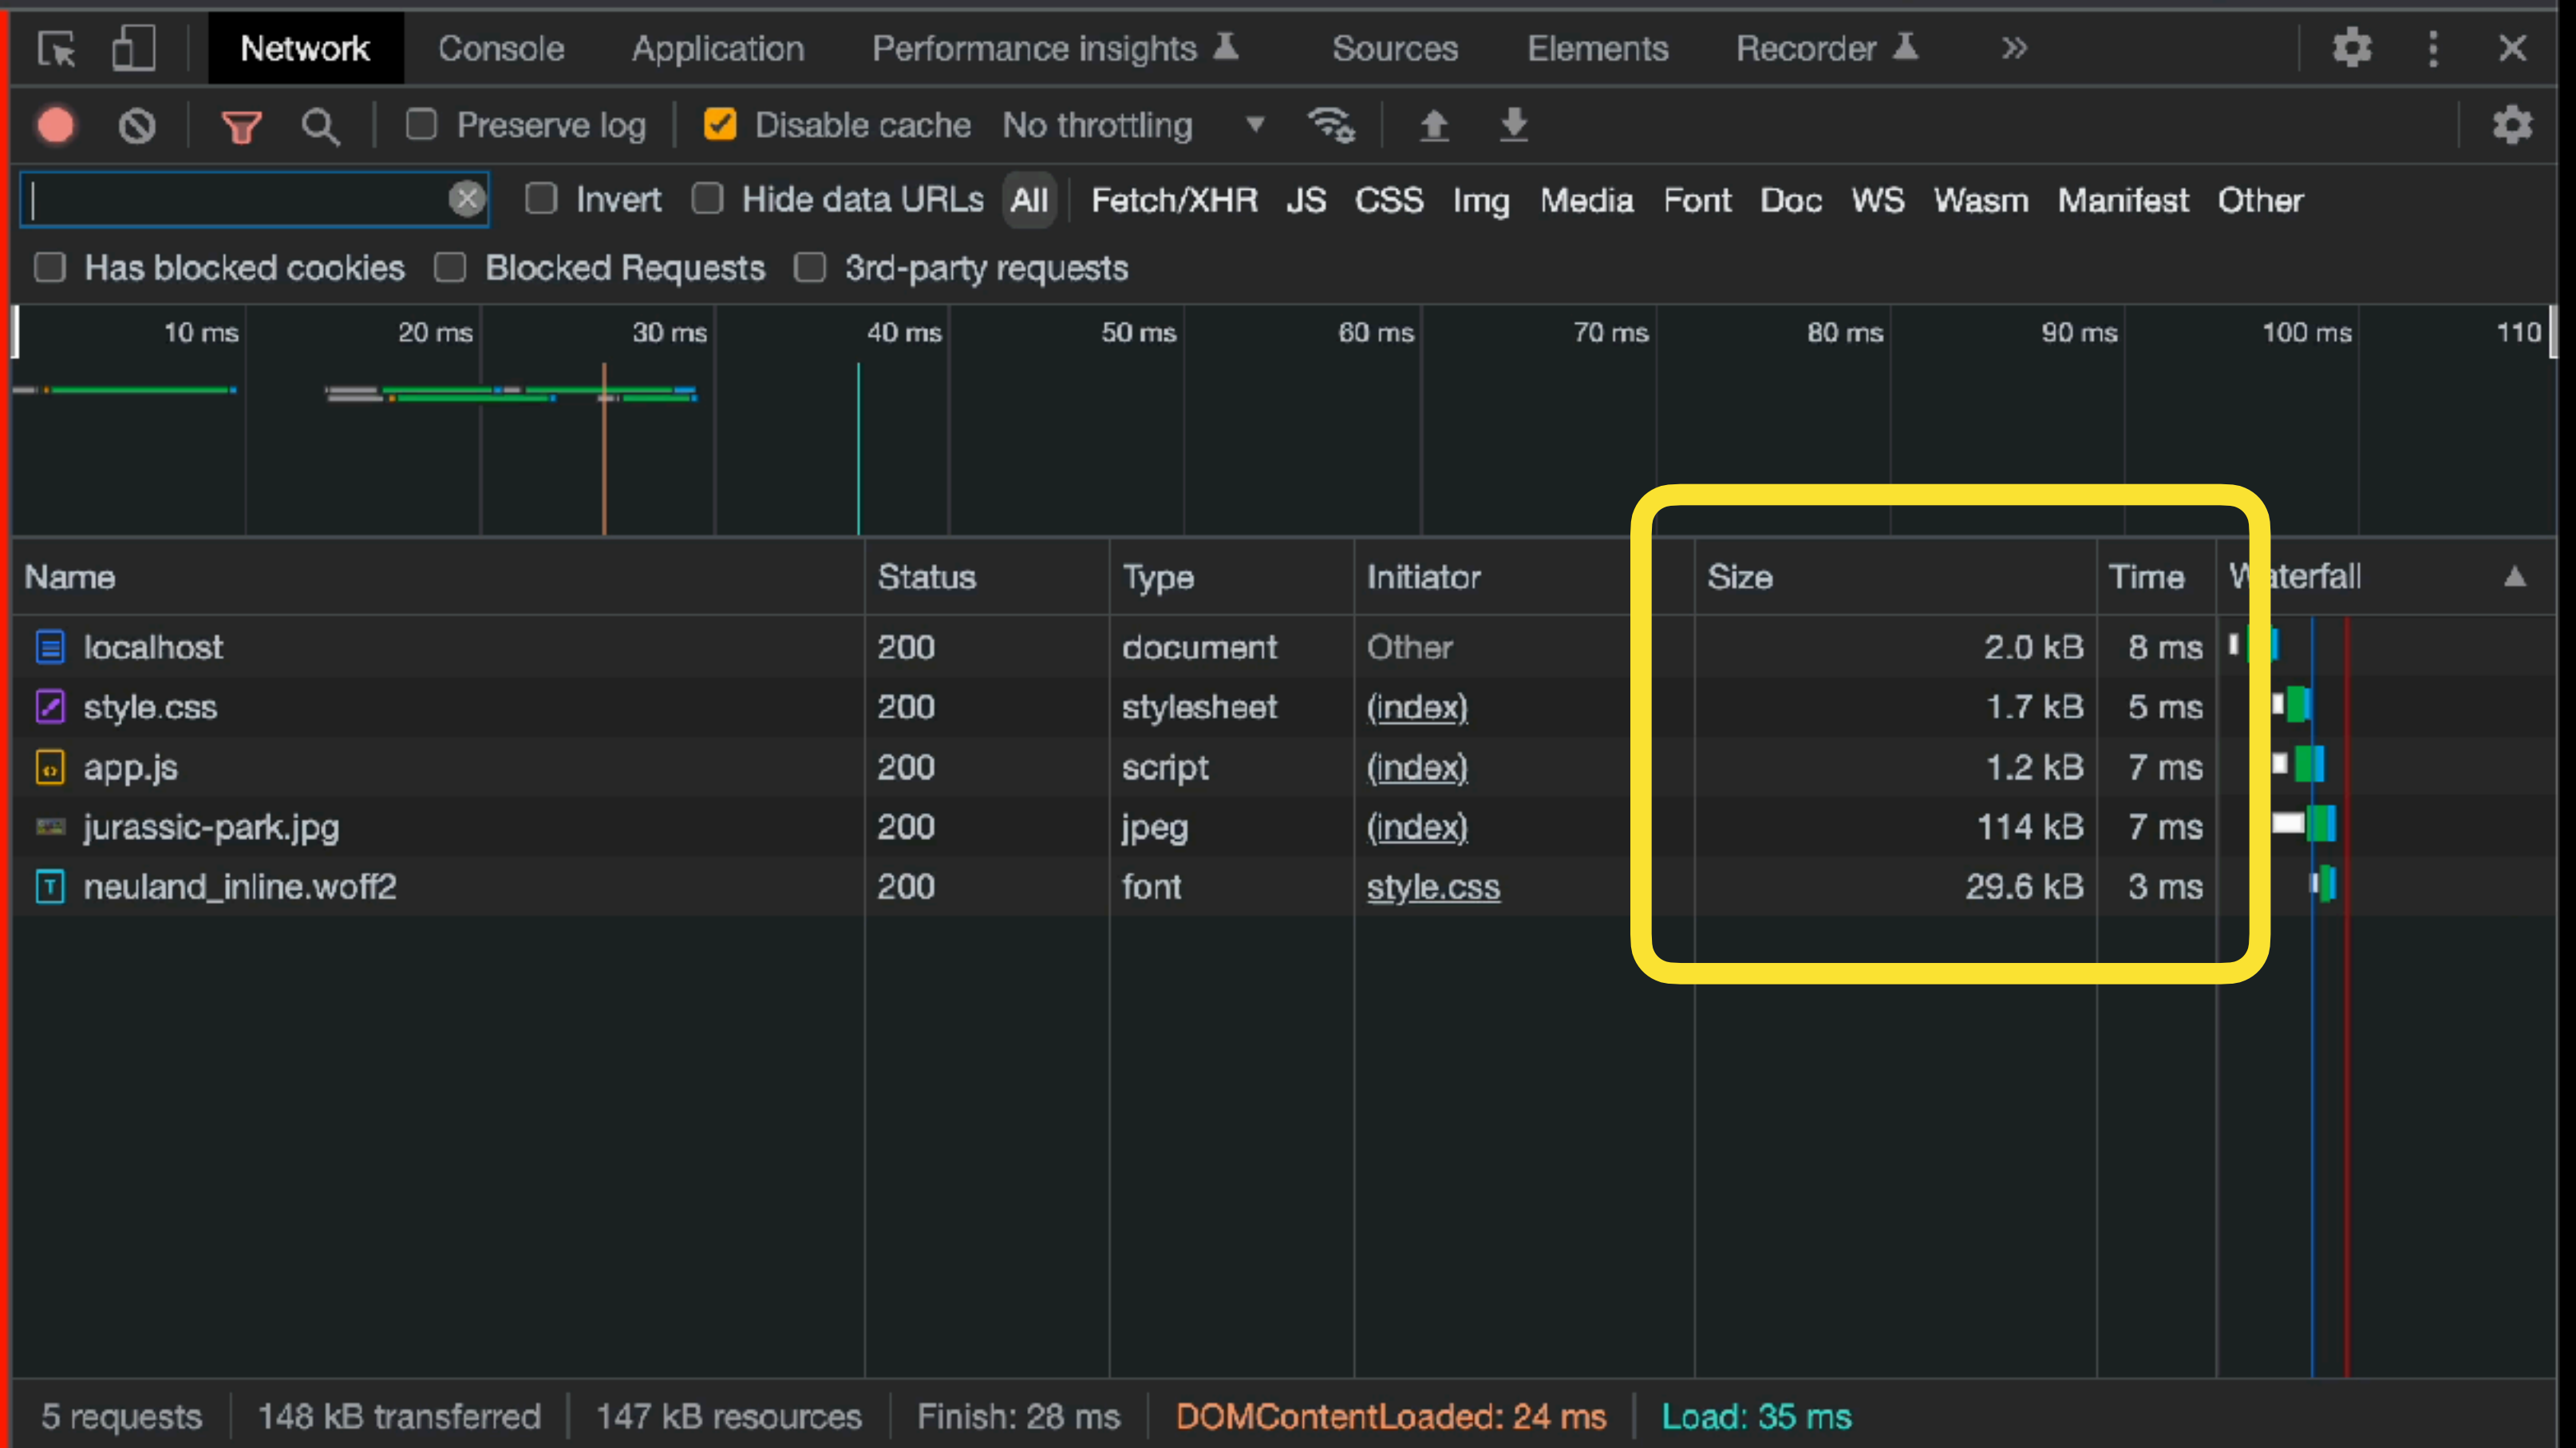 Network Console Application Performance insights Sources Elements Recorder »
Preserve log Disable cache No throttling
Invert Hide data URLs All Fetch/XHR JS CSS Img Media Font Doc WS Wasm Manifest Other
Has blocked cookies Blocked Requests 3rd-party requests
10 ms 20 ms 30 ms 40 ms 50 ms 60 ms 70 ms 80 ms 90 ms 100 ms 110
Name Status Type Initiator Size Time Waterfall
localhost 200 document Other 2.0 kB 8 ms
style.css 200 stylesheet (index) 1.7 kB 5 ms
app.js 200 script (index) 1.2 kB 7 ms
jurassic-park.jpg 200 jpeg (index) 114 kB 7 ms
neuland_inline.woff2 200 font style.css 29.6 kB 3 ms
5 requests 148 kB transferred 147 kB resources Finish: 28 ms DOMContentLoaded: 24 ms Load: 35 ms